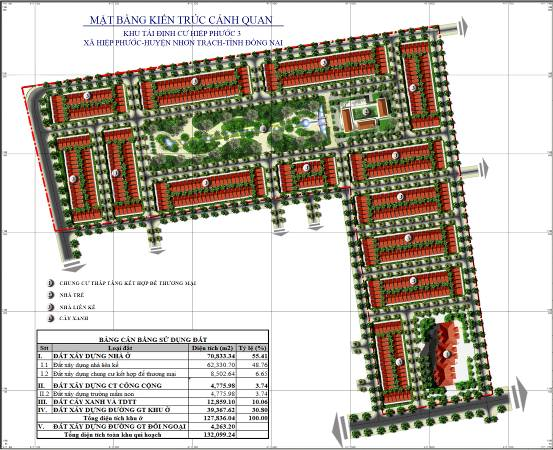 MẶT BẰNG KIẾN TRÚC CẢNH QUAN
KHU TÁI ĐỊNH CƯ HIỆP PHƯỚC 3
XÃ HIỆP PHƯỚC-HUYỆN NHƠN TRẠCH-TỈNH ĐỒNG NAI
CHUNG CƯ THẤP TẦNG KẾT HỢP ĐỂ THƯƠNG MẠI
NHÀ TRẺ
NHÀ LIÊN KẾ
CÂY XANH
BẢNG CÂN BẰNG SỬ DỤNG ĐẤT
Stt Loại đất Diện tích (m2) Tỷ lệ (%)
I. ĐẤT XÂY DỰNG NHÀ Ở 70,833.34 55.41
I.1 Đất xây dựng nhà liên kế 62,330.70 48.76
I.2 Đất xây dựng chung cư kết hợp để thương mại 8,502.64 6.65
II. ĐẤT XÂY DỰNG CT CÔNG CỘNG 4,775.98 3.74
II.2 Đất xây dựng trường mầm non 4,775.98 3.74
III. ĐẤT CÂY XANH VÀ TDTT 12,859.10 10.06
IV. ĐẤT XÂY DỰNG ĐƯỜNG GT KHU Ở 39,367.62 30.80
Tổng diện tích khu ở 127,836.04 100.00
V. ĐẤT XÂY DỰNG ĐƯỜNG GT ĐỐI NGOẠI 4,263.20
Tổng diện tích toàn khu qui hoạch 132,099.24